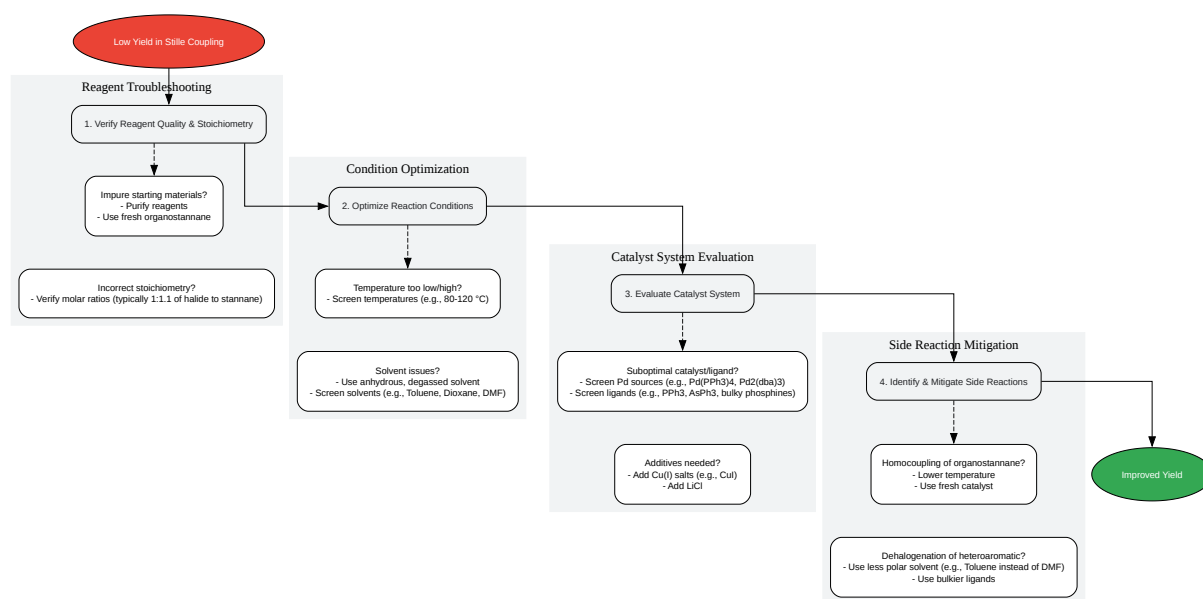 Low Yield in Stille Coupling
Reagent Troubleshooting
1. Verify Reagent Quality & Stoichiometry
Impure starting materials?
- Purify reagents
- Use fresh organostannane
Incorrect stoichiometry?
- Verify molar ratios (typically 1:1.1 of halide to stannane)
Condition Optimization
2. Optimize Reaction Conditions
Temperature too low/high?
- Screen temperatures (e.g., 80-120 °C)
Solvent issues?
- Use anhydrous, degassed solvent
- Screen solvents (e.g., Toluene, Dioxane, DMF)
Catalyst System Evaluation
3. Evaluate Catalyst System
Suboptimal catalyst/ligand?
- Screen Pd sources (e.g., Pd(PPh3)4, Pd2(dba)3)
- Screen ligands (e.g., PPh3, AsPh3, bulky phosphines)
Additives needed?
- Add Cu(I) salts (e.g., CuI)
- Add LiCl
Side Reaction Mitigation
4. Identify & Mitigate Side Reactions
Homocoupling of organostannane?
- Lower temperature
- Use fresh catalyst
Dehalogenation of heteroaromatic?
- Use less polar solvent (e.g., Toluene instead of DMF)
- Use bulkier ligands
Improved Yield